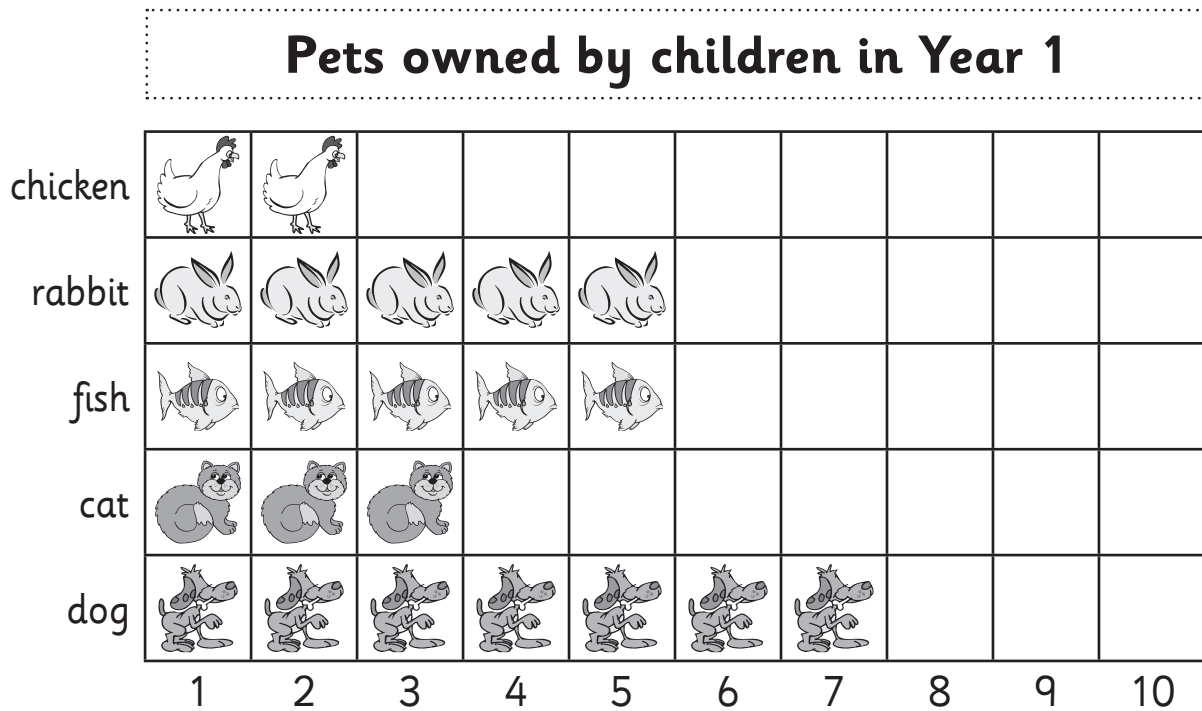 Pets owned by children in Year 1
chicken
rabbit
fish
cat
dog
1 2 3 4 5 6 7 8 9 10